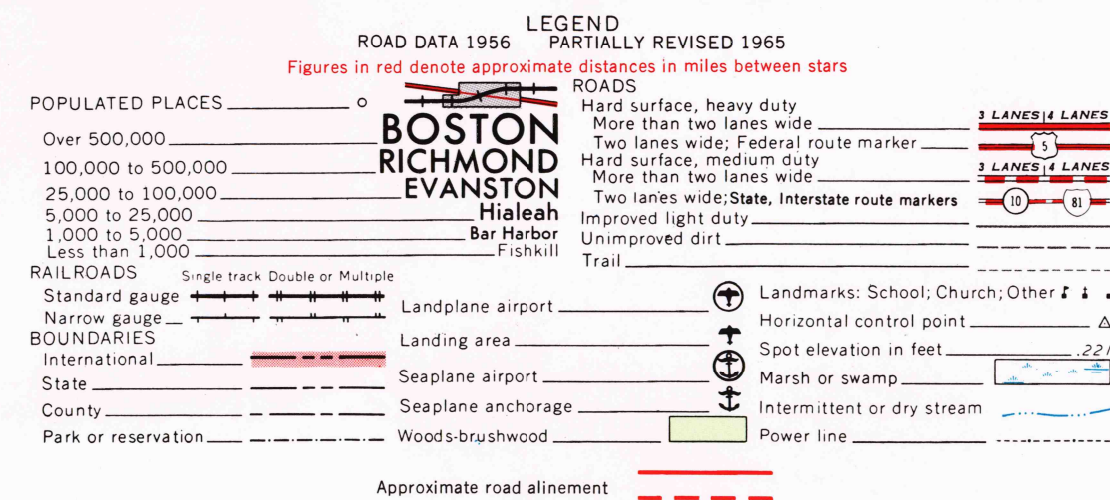 LEGEND
ROAD DATA 1956 PARTIALLY REVISED 1965
Figures in red denote approximate distances in miles between stars
POPULATED PLACES
Over 500,000 BOSTON
100,000 to 500,000 RICHMOND
25,000 to 100,000 EVANSTON
5,000 to 25,000 Hialeah
1,000 to 5,000 Bar Harbor
Less than 1,000 Fishkill
RAILROADS Single track Double or Multiple
Standard gauge
Narrow gauge
BOUNDARIES
International
State
County
Park or reservation
ROADS
Hard surface, heavy duty
More than two lanes wide 3 LANES 4 LANES
Two lanes wide; Federal route marker 5
Hard surface, medium duty
More than two lanes wide 3 LANES 4 LANES
Two lanes wide; State, Interstate route markers 10 81
Improved light duty
Unimproved dirt
Trail
Landplane airport
Landing area
Seaplane airport
Seaplane anchorage
Woods-brushwood
Landmarks: School; Church; Other
Horizontal control point
Spot elevation in feet
Marsh or swamp
Intermittent or dry stream
Power line
Approximate road alinement